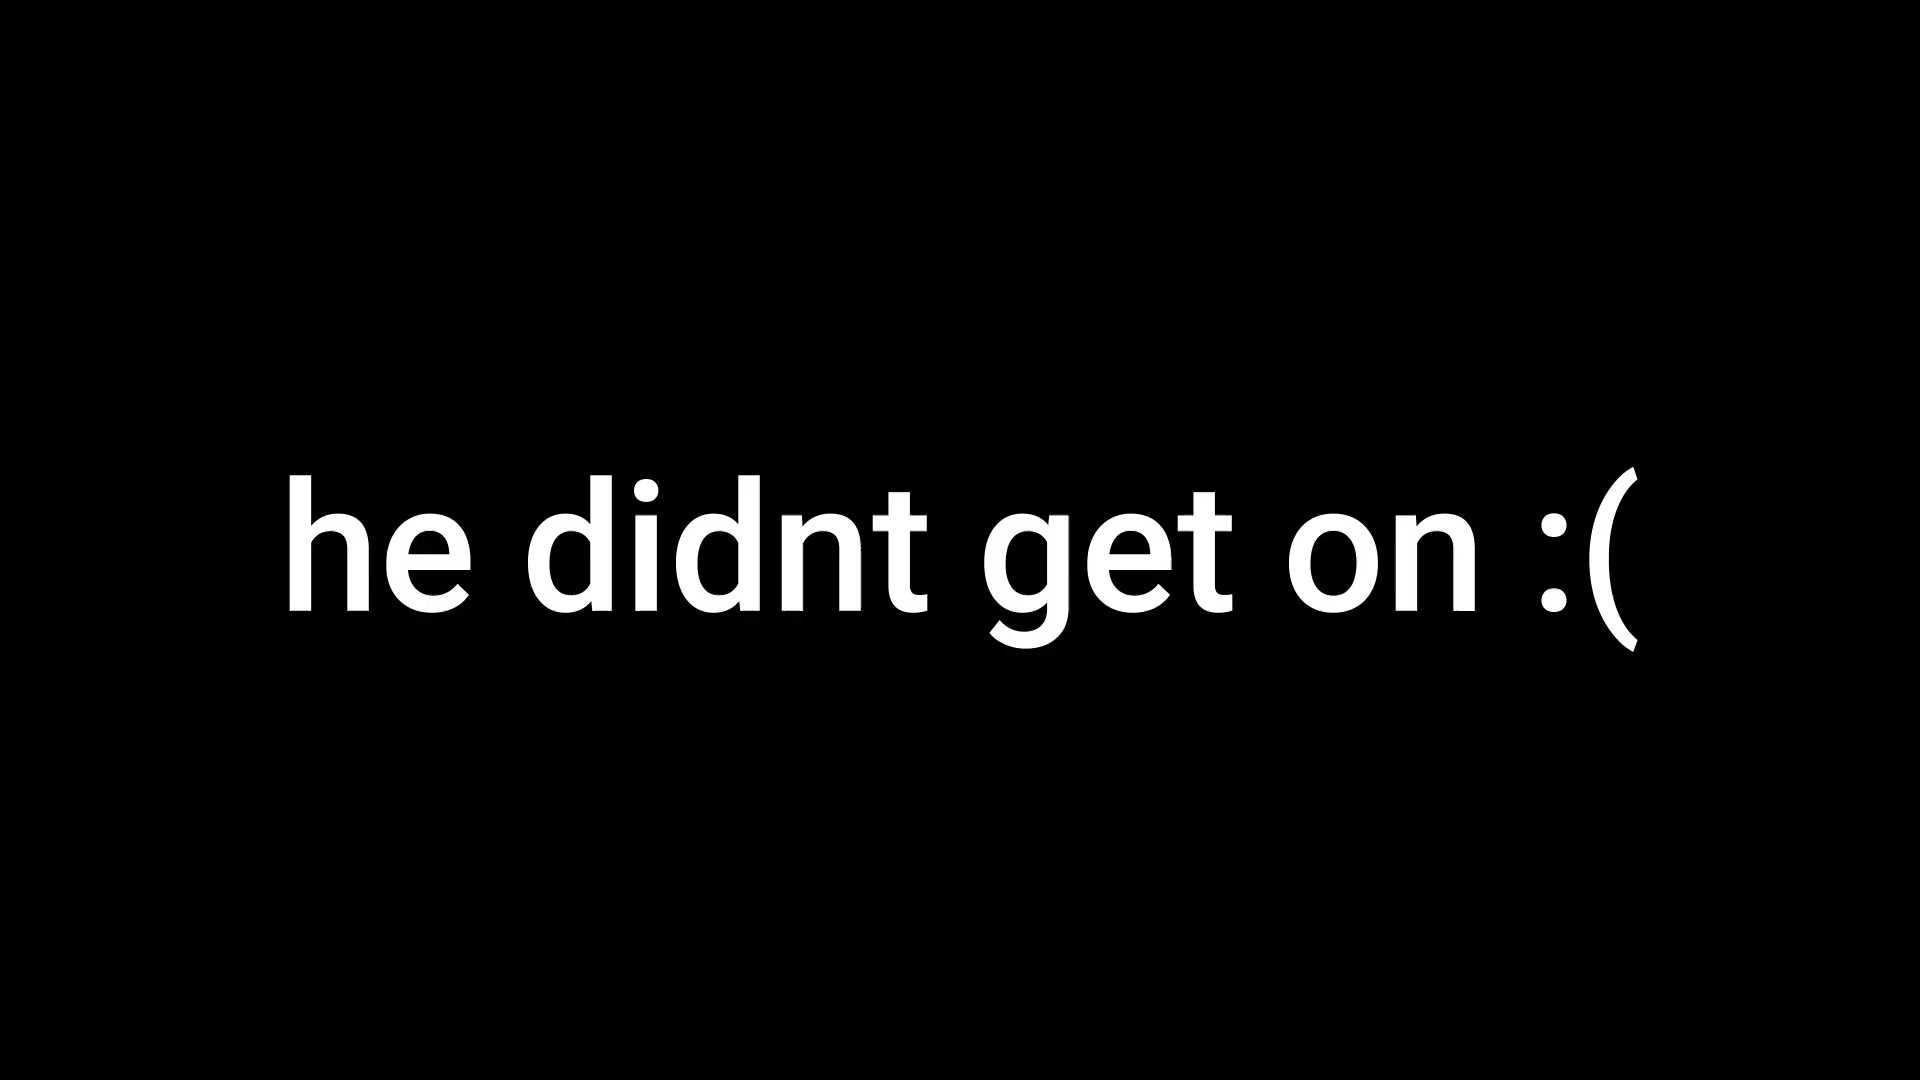 he didnt get on :(